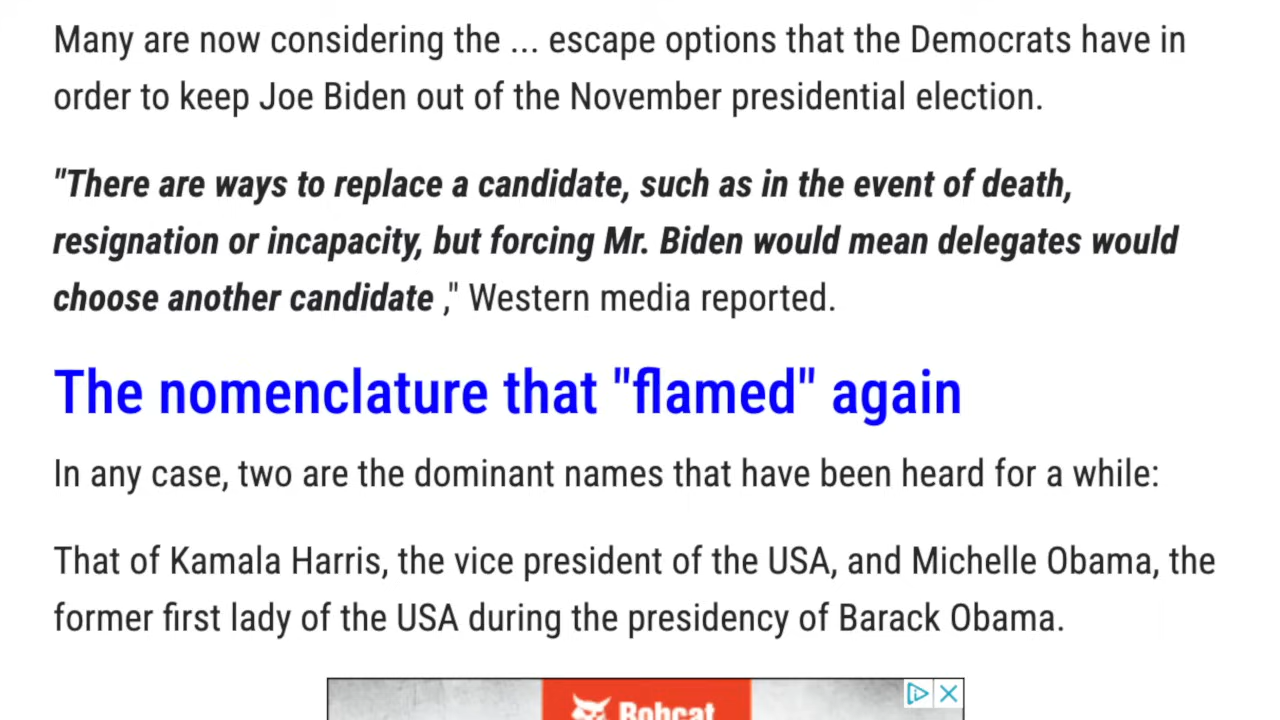 Many are now considering the ... escape options that the Democrats have in
order to keep Joe Biden out of the November presidential election.
"There are ways to replace a candidate, such as in the event of death,
resignation or incapacity, but forcing Mr. Biden would mean delegates would
choose another candidate ," Western media reported.
The nomenclature that "flamed" again
In any case, two are the dominant names that have been heard for a while:
That of Kamala Harris, the vice president of the USA, and Michelle Obama, the
former first lady of the USA during the presidency of Barack Obama.
Bobcat